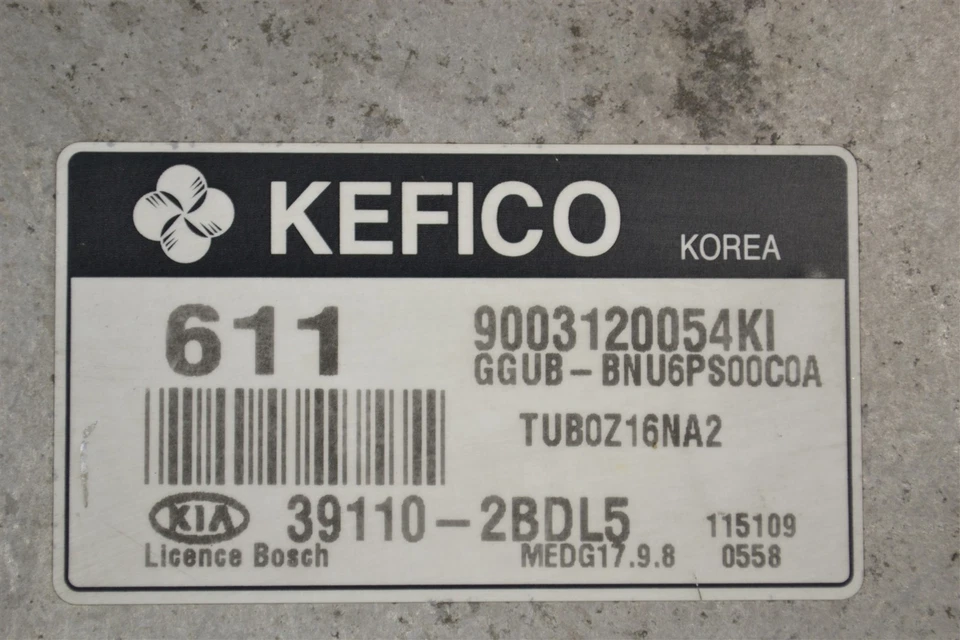 KEFICO KOREA
611 9003120054KI
GGUB-BNU6PS00C0A
TUB0Z16NA2
KIA 39110-2BDL5 115109
Licence Bosch MEDG17.9.8 0558